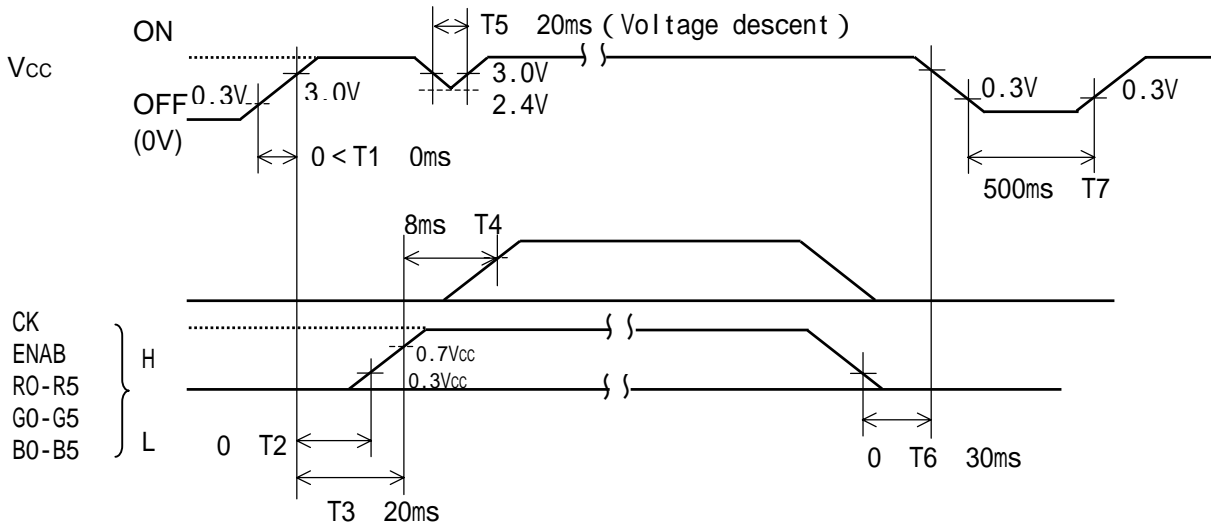 T5 20ms (Voltage descent)
ON
Vcc
3.0V
2.4V
OFF 0.3V
3.0V
0.3V
0.3V
(0V)
0<T1 0ms
500ms T7
8ms T4
CK
ENAB
R0-R5
G0-G5
B0-B5
H
L
0.7Vcc
0.3Vcc
0 T2
0 T6 30ms
T3 20ms